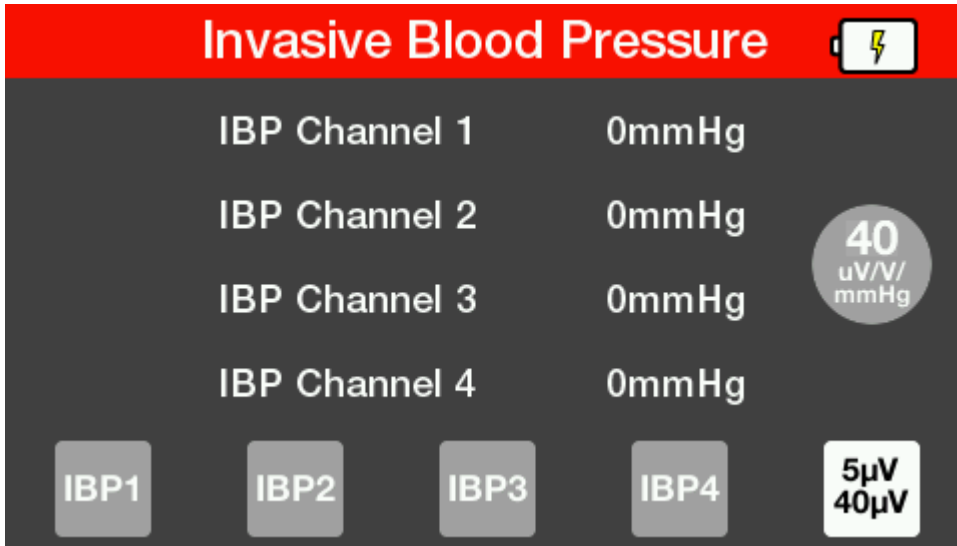 Invasive Blood Pressure
IBP Channel 1 0mmHg
IBP Channel 2 0mmHg
IBP Channel 3 0mmHg
IBP Channel 4 0mmHg
40
uV/V/
mmHg
IBP1 IBP2 IBP3 IBP4
5µV
40µV